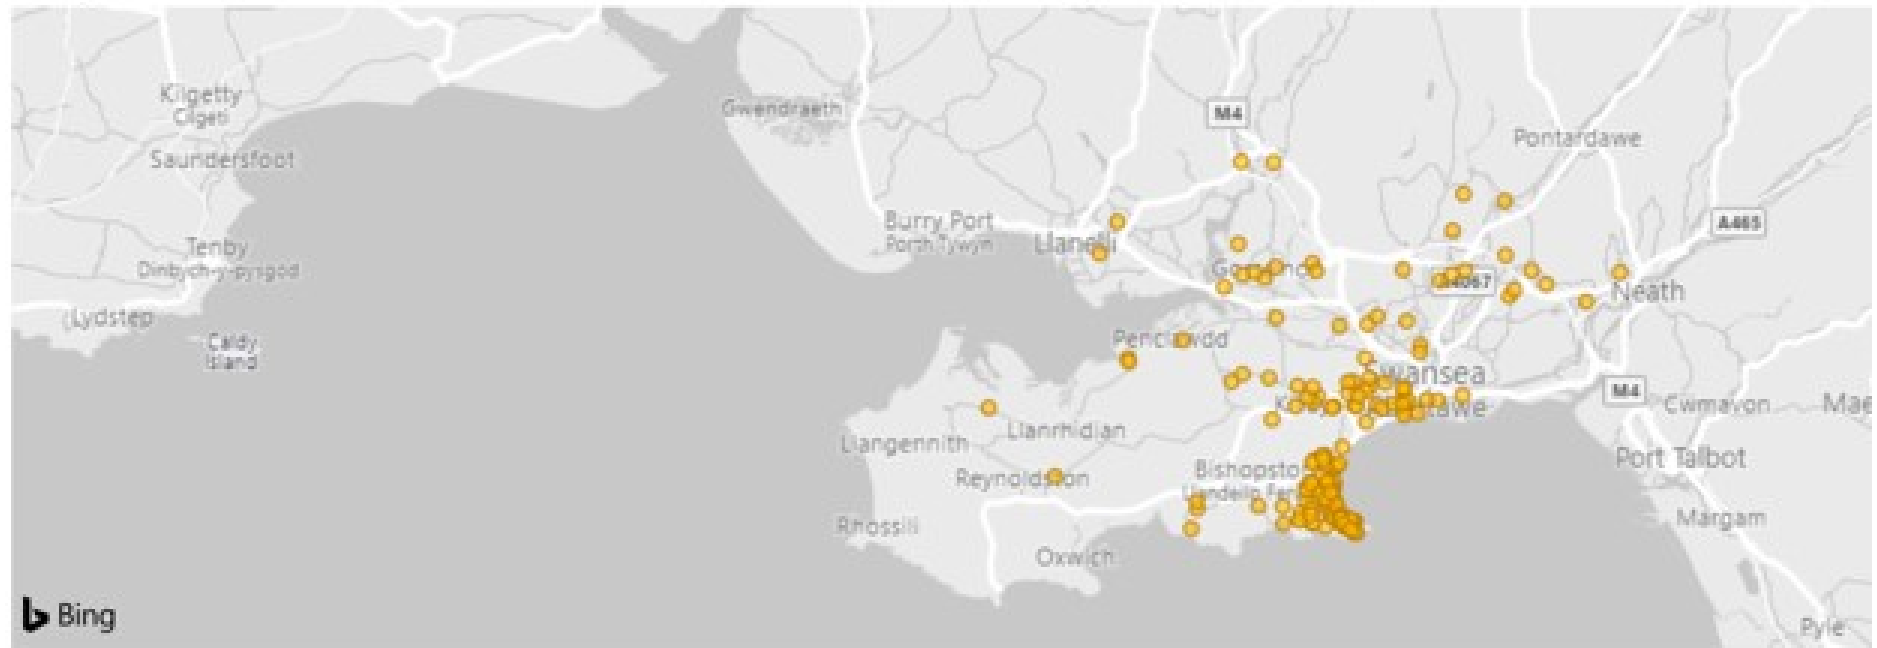 Kilgetty
Cilgeti
Saundersfoot
Tenby
Dinbych-y-pysgod
Lydstep
Caldy
Island
Gwendraeth
Burry Port
Porth Tywyn
Llanelli
M4
Pontardawe
A465
Neath
Penclawdd
Swansea
M4
Cwmavon
Llanrhidian
Llangennith
Reynoldston
Rhossili
Oxwich
Port Talbot
Margam
Pyle
Bing